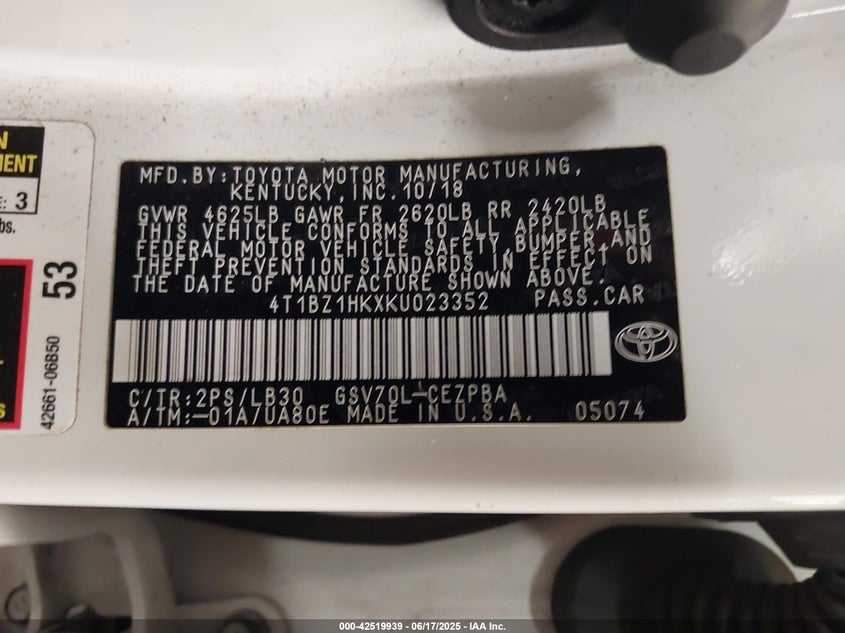 N
MENT
E: 3
bs.
53
42661-06B50
s
MFD.BY:TOYOTA MOTOR MANUFACTURING,
KENTUCKY,INC.10/18
GVWR 4625LB GAWR FR 2620LB RR 2420LB
THIS VEHICLE CONFORMS TO ALL APPLICABLE
FEDERAL MOTOR VEHICLE SAFETY,BUMPER,AND
THEFT PREVENTION STANDARDS IN EFFECT ON
THE DATE OF MANUFACTURE SHOWN ABOVE.
4T1BZ1HKXKU023352 PASS.CAR
C/TR:2PS/LB30 GSV70L-CEZPBA
A/TM:-01A/UA80E MADE IN U.S.A. 05074
000-42519939 - 06/17/2025 - IAA Inc.